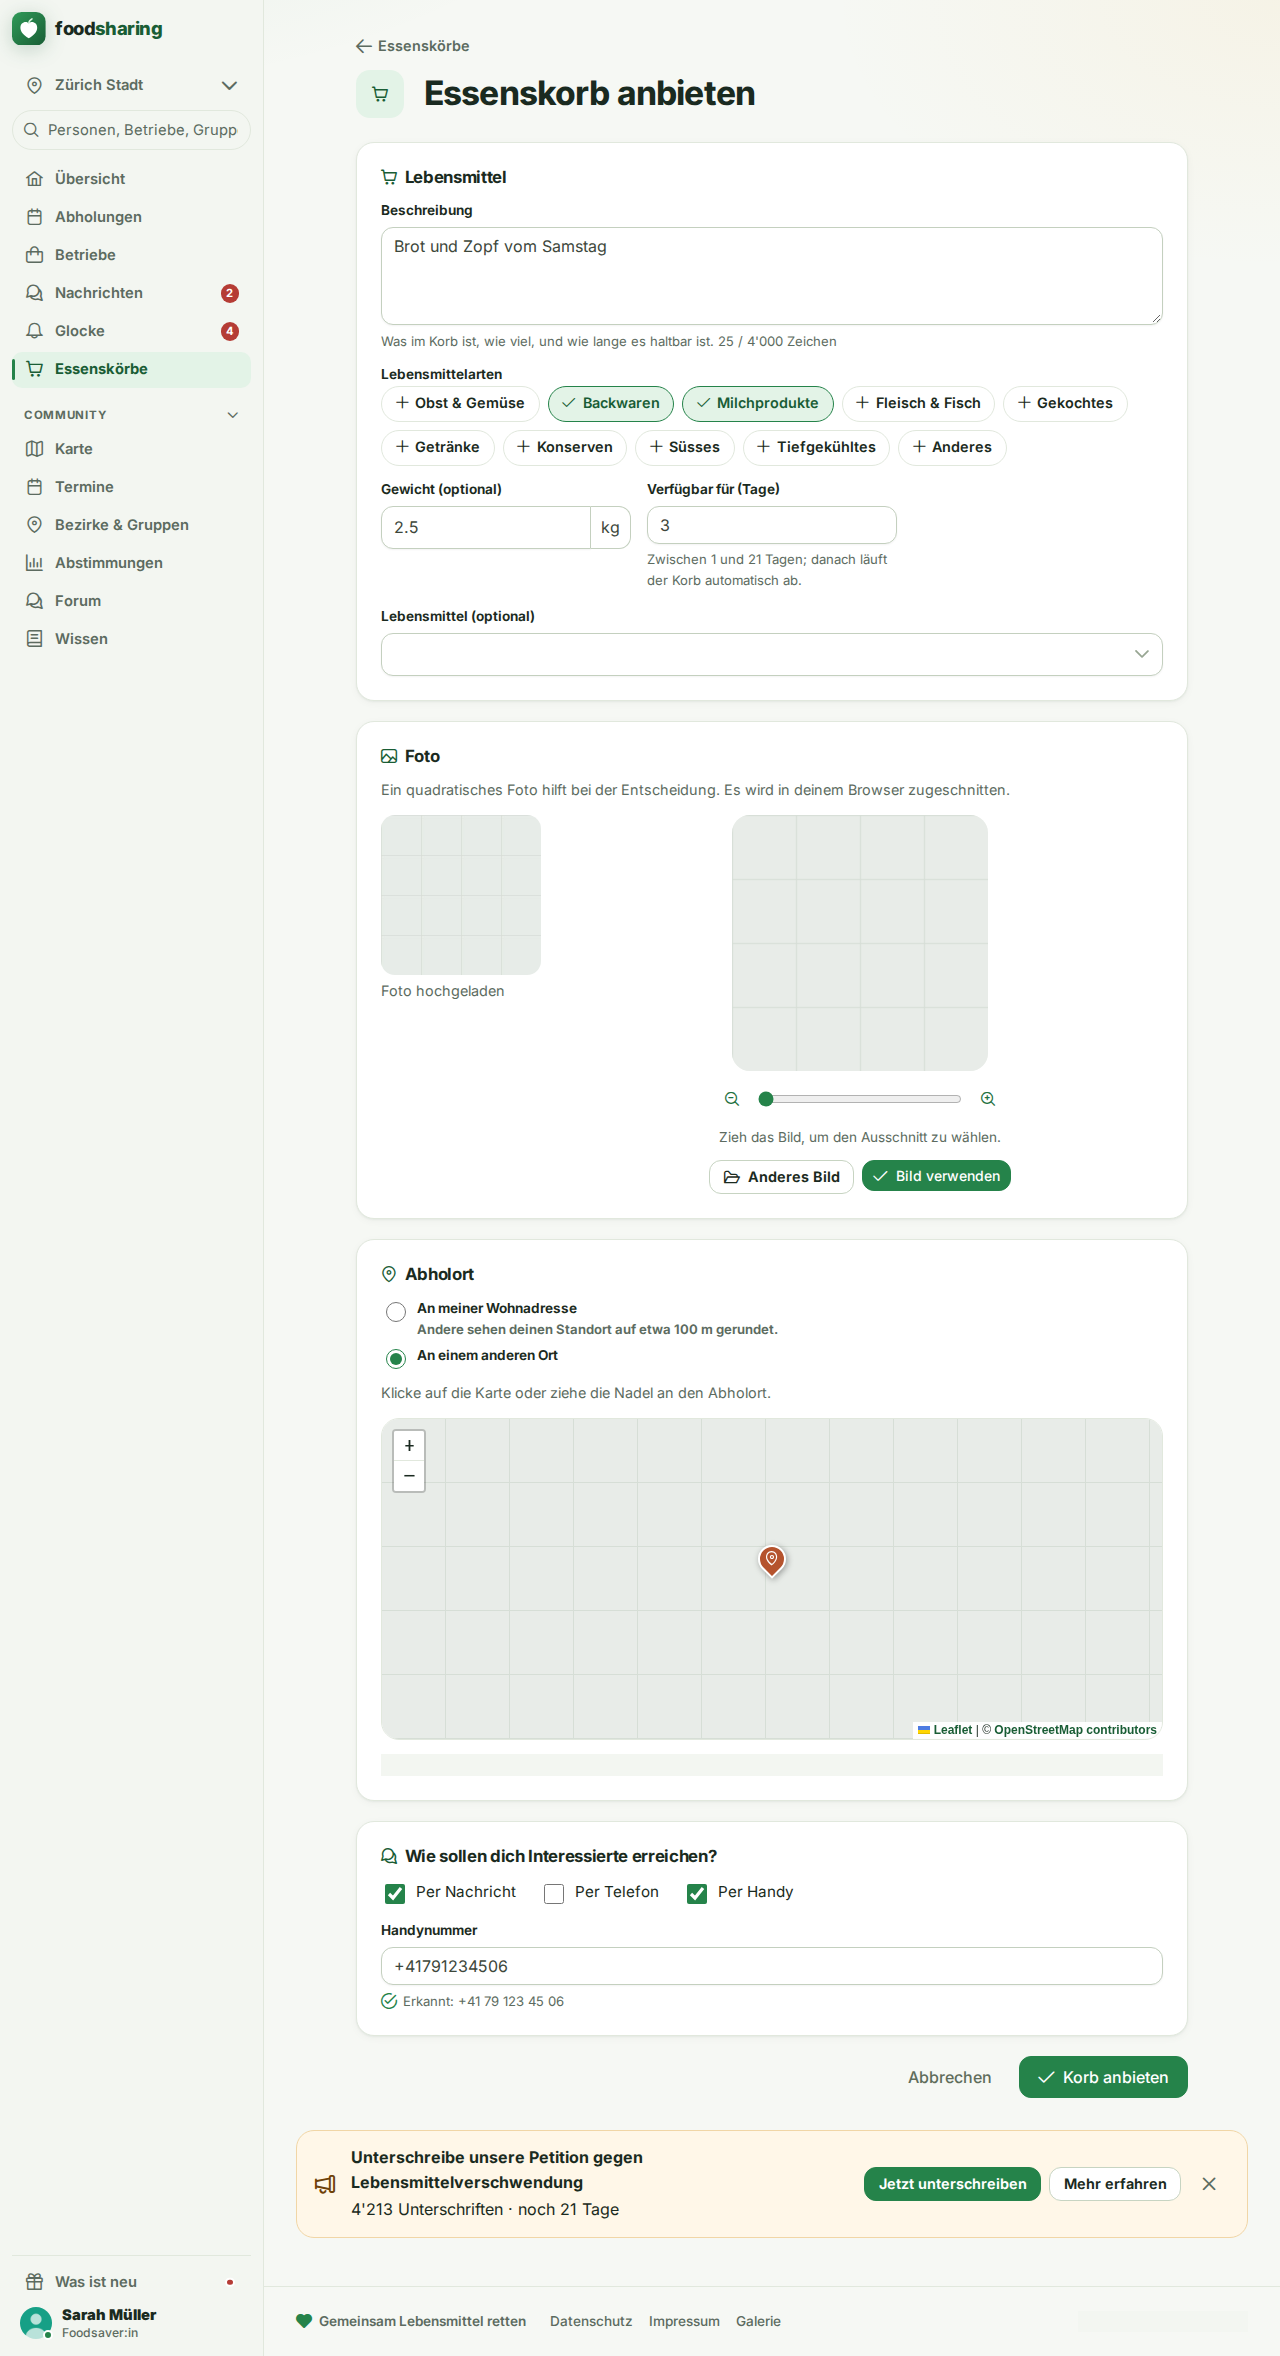 foodsharing
Zürich Stadt
Personen, Betriebe, Grupp
Übersicht
Abholungen
Betriebe
Nachrichten 2
Glocke 4
Essenskörbe
COMMUNITY
Karte
Termine
Bezirke & Gruppen
Abstimmungen
Forum
Wissen
Was ist neu
Sarah Müller
Foodsaver:in
Essenskörbe
Essenskorb anbieten
Lebensmittel
Beschreibung
Brot und Zopf vom Samstag
Was im Korb ist, wie viel, und wie lange es haltbar ist. 25 / 4'000 Zeichen
Lebensmittelarten
Obst & Gemüse Backwaren Milchprodukte Fleisch & Fisch Gekochtes
Getränke Konserven Süsses Tiefgekühltes Anderes
Gewicht (optional) Verfügbar für (Tage)
2.5 kg 3
Zwischen 1 und 21 Tagen; danach läuft
der Korb automatisch ab.
Lebensmittel (optional)
Foto
Ein quadratisches Foto hilft bei der Entscheidung. Es wird in deinem Browser zugeschnitten.
Foto hochgeladen
Zieh das Bild, um den Ausschnitt zu wählen.
Anderes Bild Bild verwenden
Abholort
An meiner Wohnadresse
Andere sehen deinen Standort auf etwa 100 m gerundet.
An einem anderen Ort
Klicke auf die Karte oder ziehe die Nadel an den Abholort.
+
−
Leaflet | © OpenStreetMap contributors
Wie sollen dich Interessierte erreichen?
Per Nachricht Per Telefon Per Handy
Handynummer
+41791234506
Erkannt: +41 79 123 45 06
Abbrechen Korb anbieten
Unterschreibe unsere Petition gegen
Lebensmittelverschwendung
4'213 Unterschriften · noch 21 Tage
Jetzt unterschreiben Mehr erfahren
Gemeinsam Lebensmittel retten Datenschutz Impressum Galerie